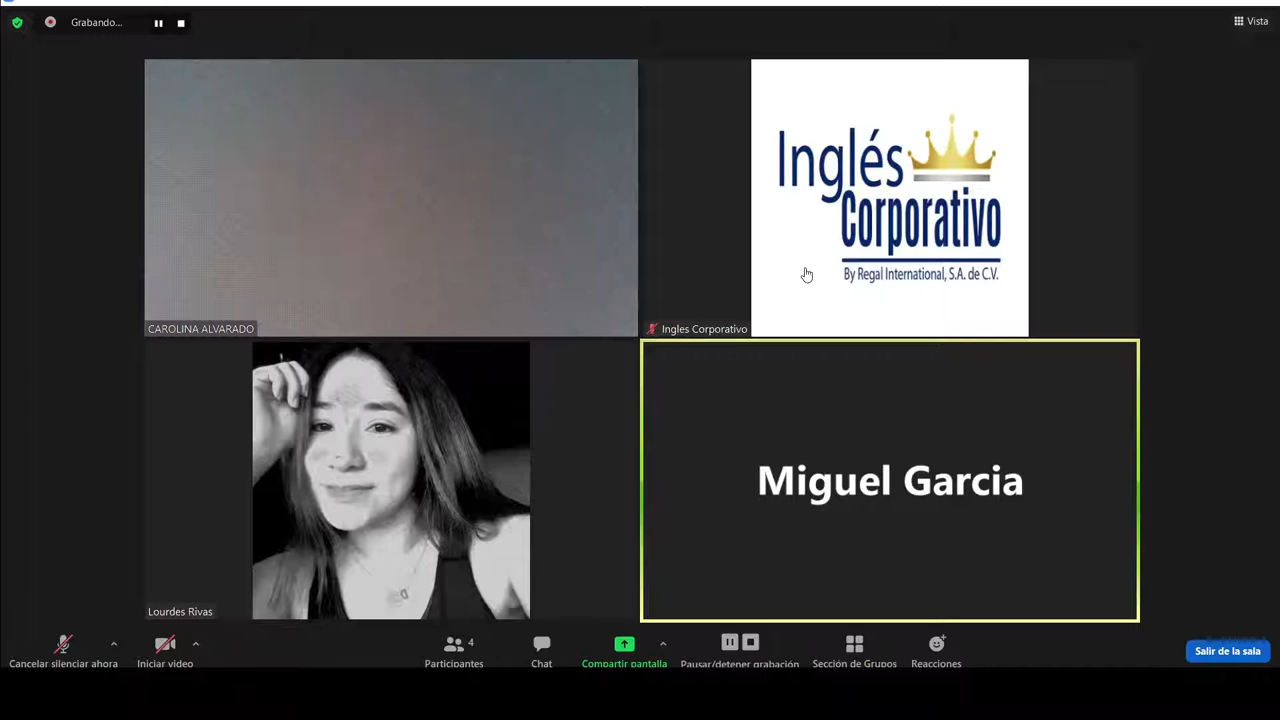 Grabando...
Vista
Inglés
Corporativo
By Regal International, S.A. de C.V.
CAROLINA ALVARADO
Ingles Corporativo
Miguel Garcia
Lourdes Rivas
4
Cancelar silenciar ahora
Iniciar video
Participantes
Chat
Compartir pantalla
Pausar/detener grabación
Sección de Grupos
Reacciones
Salir de la sala